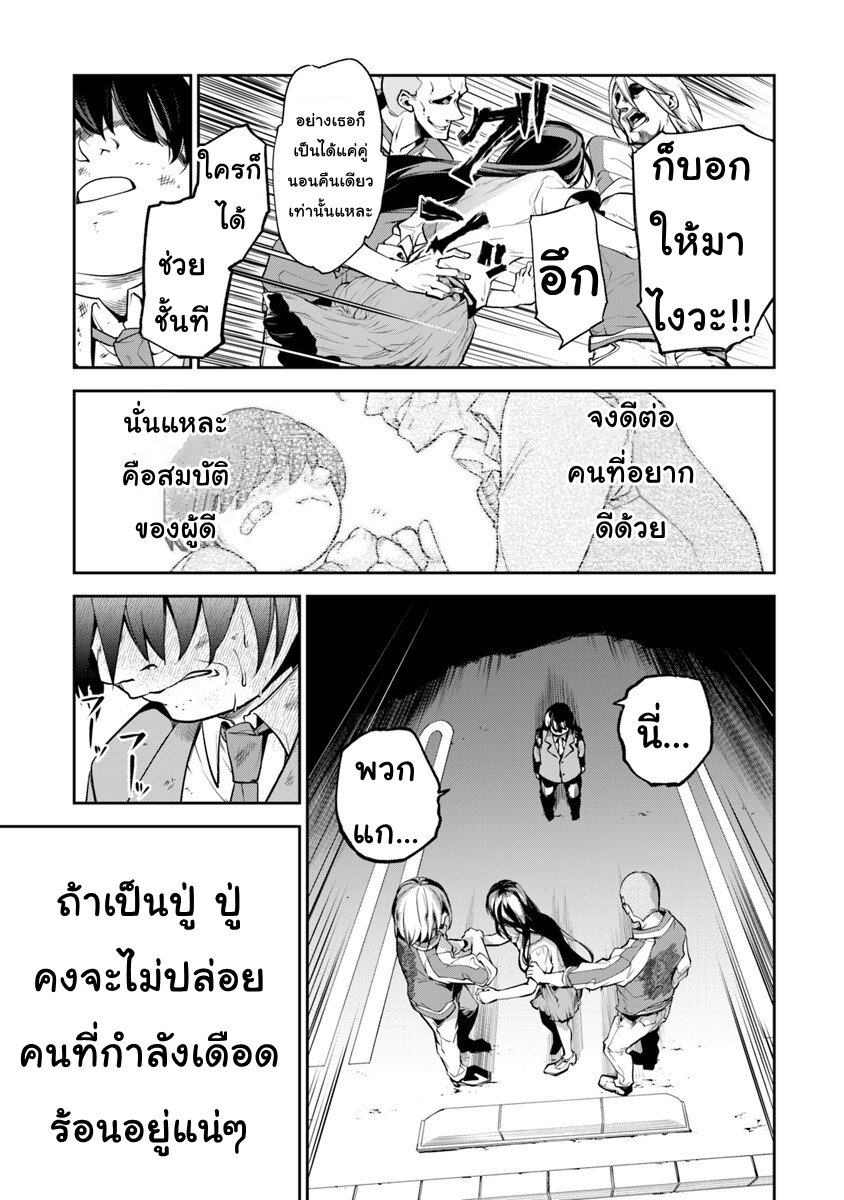 ก็บอก
ให้มา
ไงวะ!!
อึก
อย่างเธอก็
เป็นได้แค่คู่
นอนคืนเดียว
เท่านั้นแหละ
ใครก็
ได้
ช่วย
ชั้นที
จงดีต่อ
คนที่อยาก
ดีด้วย
นั่นแหละ
คือสมบัติ
ของผู้ดี
นี่...
พวก
แก...
ถ้าเป็นปู่ ปู่
คงจะไม่ปล่อย
คนที่กำลังเดือด
ร้อนอยู่แน่ๆ